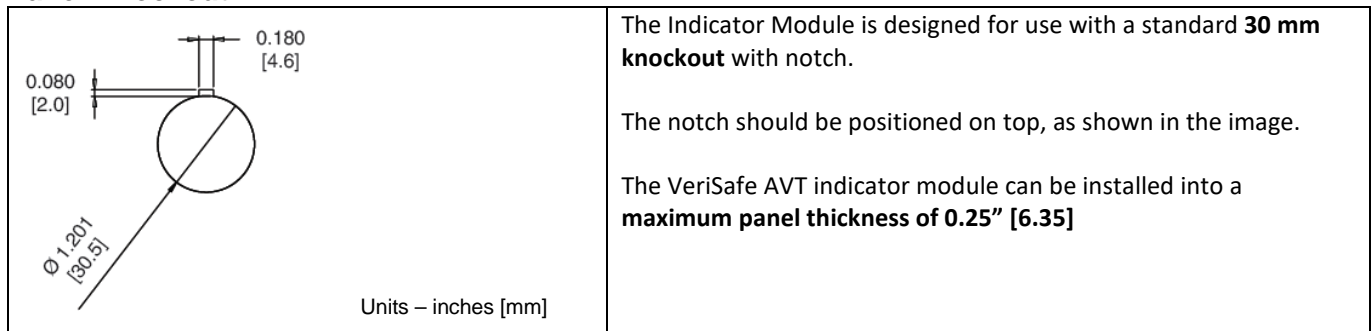 0.180
[4.6]
0.080
[2.0]
Ø 1.201
[30.5]
Units – inches [mm]
The Indicator Module is designed for use with a standard 30 mm
knockout with notch.
The notch should be positioned on top, as shown in the image.
The VeriSafe AVT indicator module can be installed into a
maximum panel thickness of 0.25” [6.35]